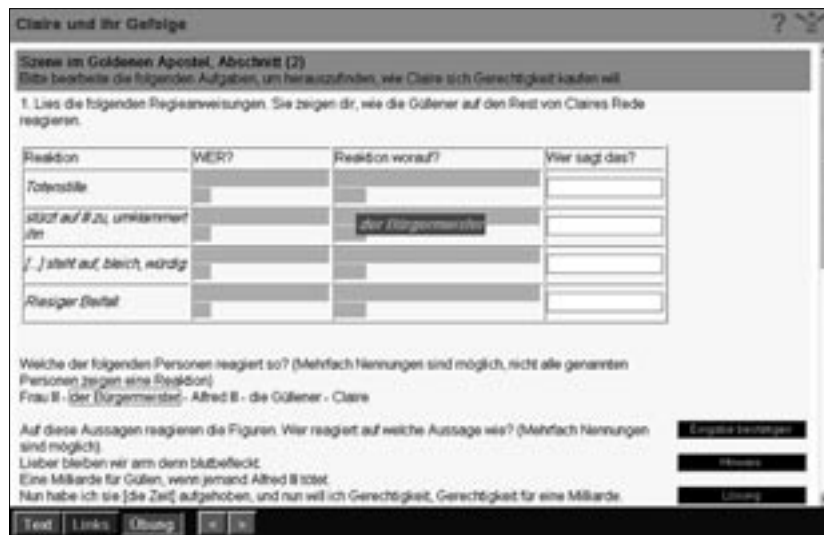 Claire und ihr Gefolge
Szene im Goldenen Apostel, Abschnitt (2)
Bitte bearbeite die folgenden Aufgaben, um herauszufinden, wie Claire sich Gerechtigkeit kaufen will
1. Lies die folgenden Regieanweisungen. Sie zeigen dir, wie die Güllener auf den Rest von Claires Rede
reagieren.
Reaktion WER? Reaktion worauf? Wer sagt das?
Totenstille
stürzt auf Ill zu, umklammert
ihn
der Bürgermeister
[...] steht auf, bleich, würdig
Riesiger Beifall
Welche der folgenden Personen reagiert so? (Mehrfach Nennungen sind möglich, nicht alle genannten
Personen zeigen eine Reaktion)
Frau Ill - der Bürgermeister - Alfred Ill - die Güllener - Claire
Auf diese Aussagen reagieren die Figuren. Wer reagiert auf welche Aussage wie? (Mehrfach Nennungen
sind möglich).
Eingabe bestätigen
Lieber bleiben wir arm denn blutbefleckt.
Hinweis
Eine Milliarde für Güllen, wenn jemand Alfred Ill tötet.
Nun habe ich sie [die Zeit] aufgehoben, und nun will ich Gerechtigkeit, Gerechtigkeit für eine Milliarde.
Lösung
Text Links Übung < >